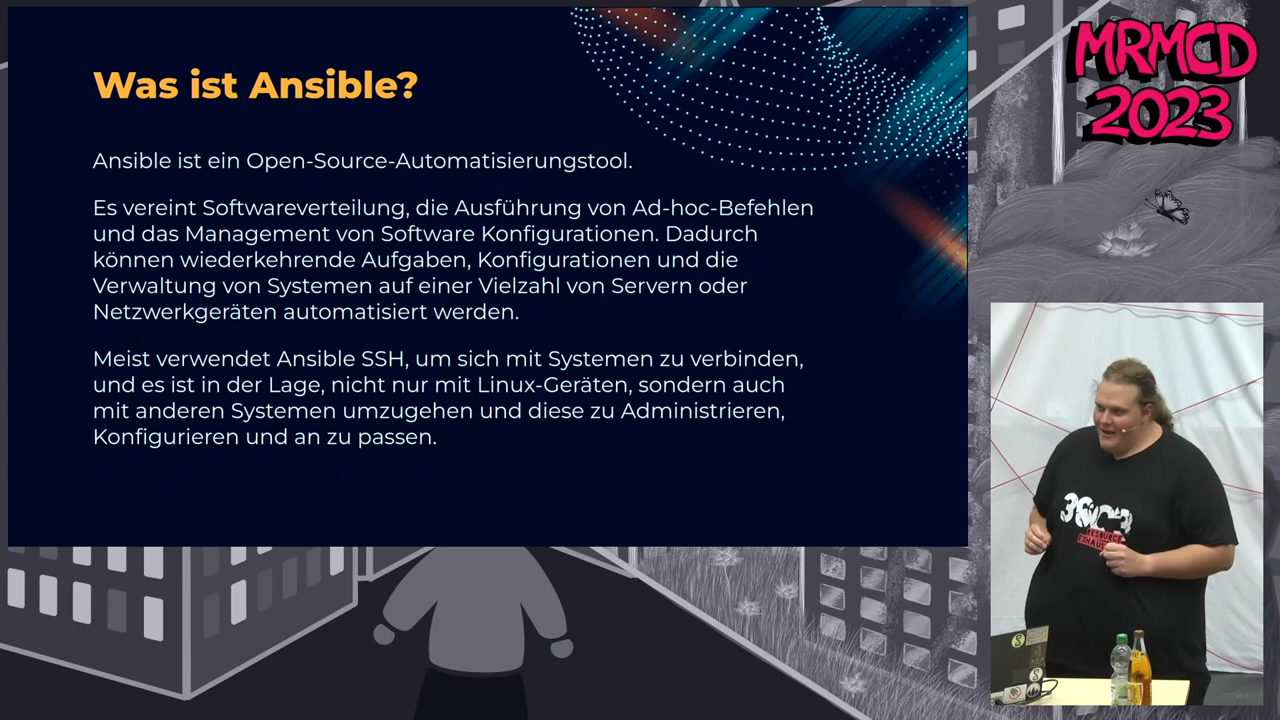 Was ist Ansible?
Ansible ist ein Open-Source-Automatisierungstool.
Es vereint Softwareverteilung, die Ausführung von Ad-hoc-Befehlen
und das Management von Software Konfigurationen. Dadurch
können wiederkehrende Aufgaben, Konfigurationen und die
Verwaltung von Systemen auf einer Vielzahl von Servern oder
Netzwerkgeräten automatisiert werden.
Meist verwendet Ansible SSH, um sich mit Systemen zu verbinden,
und es ist in der Lage, nicht nur mit Linux-Geräten, sondern auch
mit anderen Systemen umzugehen und diese zu Administrieren,
Konfigurieren und an zu passen.
MRMCD
2023